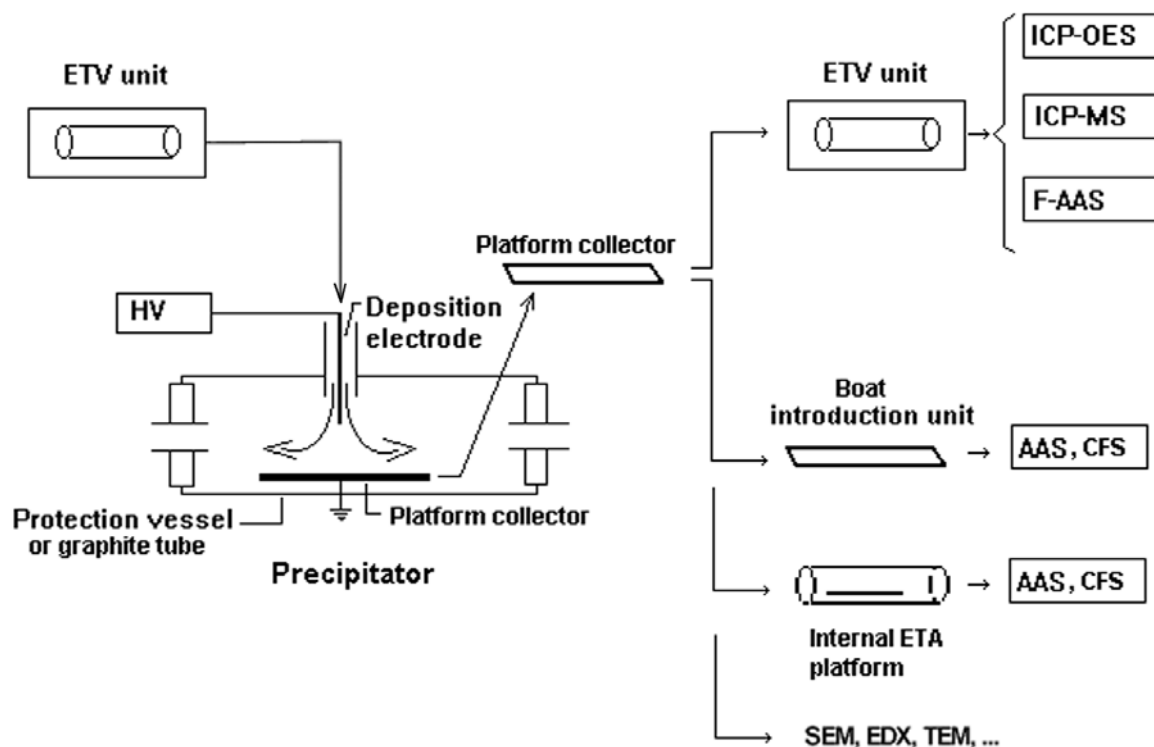 ETV unit
HV
Deposition
electrode
Protection vessel
or graphite tube
Platform collector
Precipitator
Platform collector
ETV unit
ICP-OES
ICP-MS
F-AAS
Boat
introduction unit
AAS, CFS
Internal ETA
platform
AAS, CFS
SEM, EDX, TEM, ...